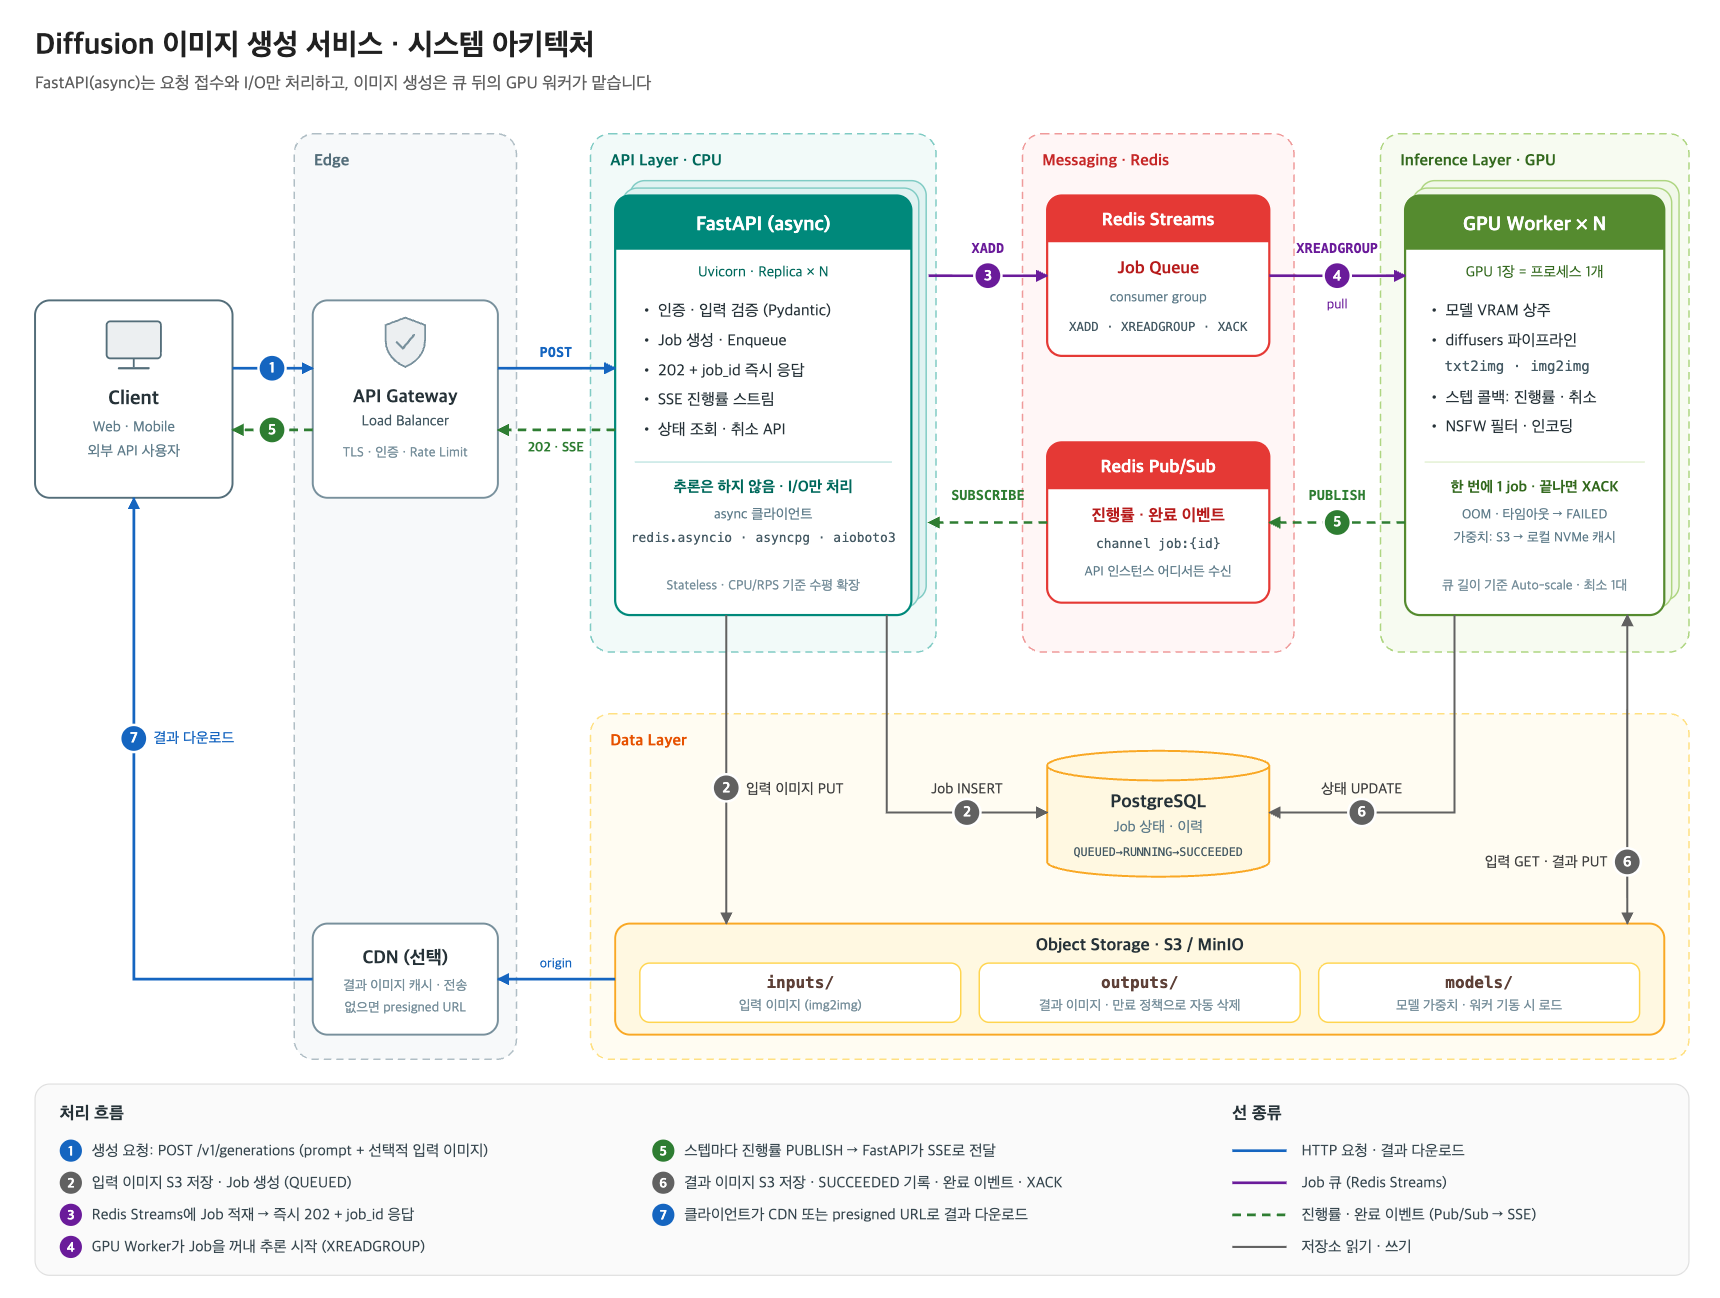 Diffusion 이미지 생성 서비스 · 시스템 아키텍처
FastAPI(async)는 요청 접수와 I/O만 처리하고, 이미지 생성은 큐 뒤의 GPU 워커가 맡습니다
Edge
API Layer · CPU
Messaging · Redis
Inference Layer · GPU
Client
Web · Mobile
외부 API 사용자
1
5
API Gateway
Load Balancer
TLS · 인증 · Rate Limit
POST
202 · SSE
FastAPI (async)
Uvicorn · Replica × N
• 인증 · 입력 검증 (Pydantic)
• Job 생성 · Enqueue
• 202 + job_id 즉시 응답
• SSE 진행률 스트림
• 상태 조회 · 취소 API
추론은 하지 않음 · I/O만 처리
async 클라이언트
redis.asyncio · asyncpg · aioboto3
Stateless · CPU/RPS 기준 수평 확장
XADD
3
SUBSCRIBE
Redis Streams
Job Queue
consumer group
XADD · XREADGROUP · XACK
Redis Pub/Sub
진행률 · 완료 이벤트
channel job:{id}
API 인스턴스 어디서든 수신
XREADGROUP
4
pull
PUBLISH
5
GPU Worker × N
GPU 1장 = 프로세스 1개
• 모델 VRAM 상주
• diffusers 파이프라인
txt2img · img2img
• 스텝 콜백: 진행률 · 취소
• NSFW 필터 · 인코딩
한 번에 1 job · 끝나면 XACK
OOM · 타임아웃 → FAILED
가중치: S3 → 로컬 NVMe 캐시
큐 길이 기준 Auto-scale · 최소 1대
7 결과 다운로드
Data Layer
2 입력 이미지 PUT
Job INSERT
2
PostgreSQL
Job 상태 · 이력
QUEUED→RUNNING→SUCCEEDED
상태 UPDATE
6
입력 GET · 결과 PUT 6
CDN (선택)
결과 이미지 캐시 · 전송
없으면 presigned URL
origin
Object Storage · S3 / MinIO
inputs/
입력 이미지 (img2img)
outputs/
결과 이미지 · 만료 정책으로 자동 삭제
models/
모델 가중치 · 워커 기동 시 로드
처리 흐름
1 생성 요청: POST /v1/generations (prompt + 선택적 입력 이미지)
2 입력 이미지 S3 저장 · Job 생성 (QUEUED)
3 Redis Streams에 Job 적재 → 즉시 202 + job_id 응답
4 GPU Worker가 Job을 꺼내 추론 시작 (XREADGROUP)
5 스텝마다 진행률 PUBLISH → FastAPI가 SSE로 전달
6 결과 이미지 S3 저장 · SUCCEEDED 기록 · 완료 이벤트 · XACK
7 클라이언트가 CDN 또는 presigned URL로 결과 다운로드
선 종류
HTTP 요청 · 결과 다운로드
Job 큐 (Redis Streams)
진행률 · 완료 이벤트 (Pub/Sub → SSE)
저장소 읽기 · 쓰기